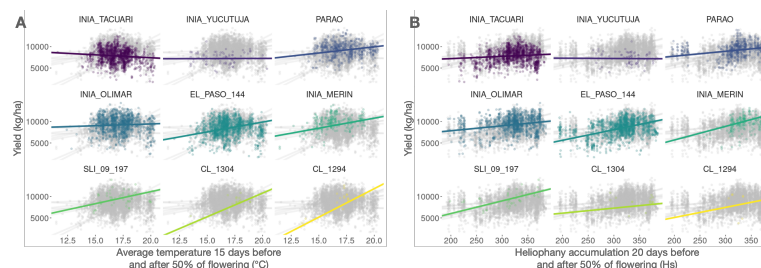 A
INIA_TACUARI INIA_YUCUTUJA PARAO
10000
5000
INIA_OLIMAR EL_PASO_144 INIA_MERIN
10000
5000
SLI_09_197 CL_1304 CL_1294
10000
5000
12.5 15.0 17.5 20.0 12.5 15.0 17.5 20.0 12.5 15.0 17.5 20.0
Yield (kg/ha)
Average temperature 15 days before
and after 50% of flowering (°C)
B
INIA_TACUARI INIA_YUCUTUJA PARAO
10000
5000
INIA_OLIMAR EL_PASO_144 INIA_MERIN
10000
5000
SLI_09_197 CL_1304 CL_1294
10000
5000
200 250 300 350 200 250 300 350 200 250 300 350
Yield (kg/ha)
Heliophany accumulation 20 days before
and after 50% of flowering (Hs)